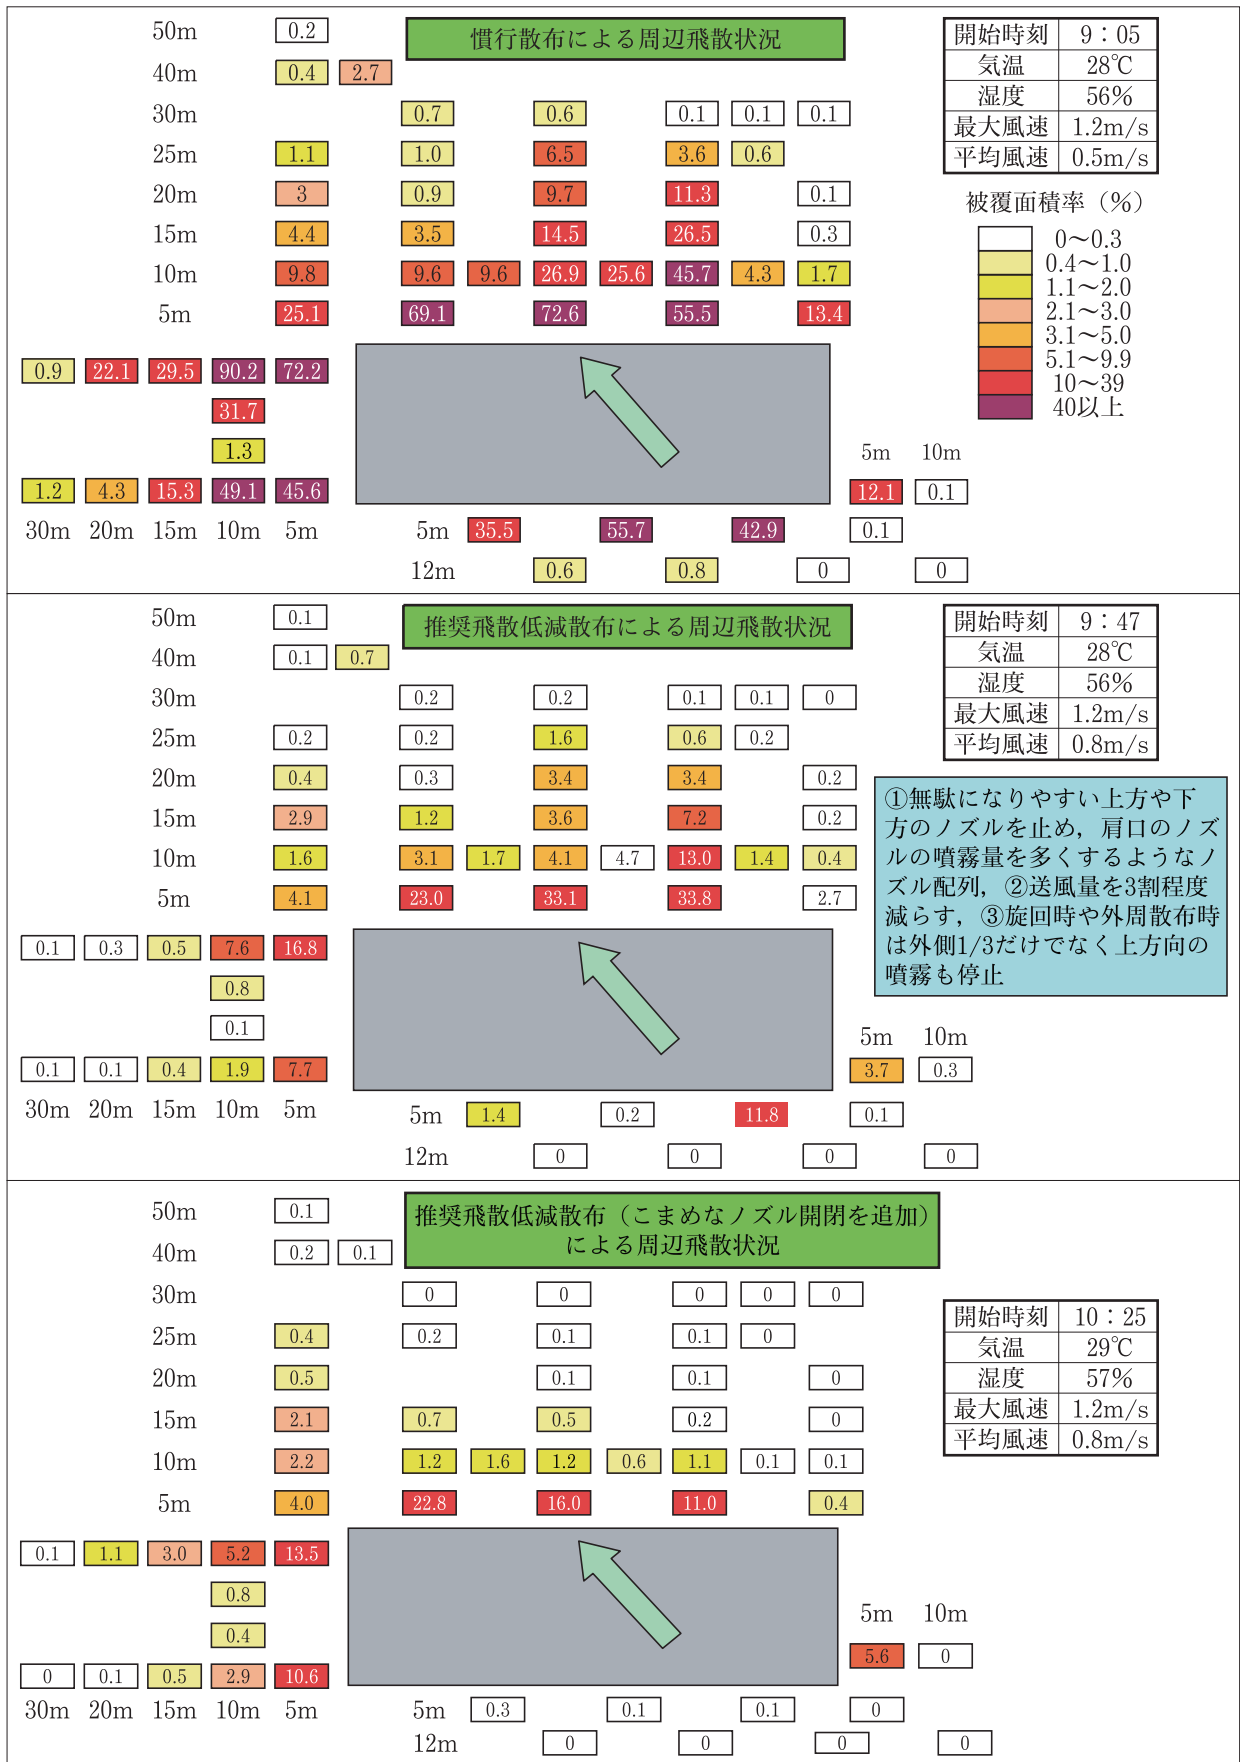 慣行散布による周辺飛散状況
50m 0.2
40m 0.4 2.7
30m 0.7 0.6 0.1 0.1 0.1
25m 1.1 1.0 6.5 3.6 0.6
20m 3 0.9 9.7 11.3 0.1
15m 4.4 3.5 14.5 26.5 0.3
10m 9.8 9.6 9.6 26.9 25.6 45.7 4.3 1.7
5m 25.1 69.1 72.6 55.5 13.4
0.9 22.1 29.5 90.2 72.2
31.7
1.3
5m 10m
1.2 4.3 15.3 49.1 45.6 12.1 0.1
30m 20m 15m 10m 5m 5m 35.5 55.7 42.9 0.1
12m 0.6 0.8 0 0
開始時刻 9：05
気温 28℃
湿度 56%
最大風速 1.2m/s
平均風速 0.5m/s
被覆面積率（%）
0～0.3
0.4～1.0
1.1～2.0
2.1～3.0
3.1～5.0
5.1～9.9
10～39
40以上
推奨飛散低減散布による周辺飛散状況
50m 0.1
40m 0.1 0.7
30m 0.2 0.2 0.1 0.1 0
25m 0.2 0.2 1.6 0.6 0.2
20m 0.4 0.3 3.4 3.4 0.2
15m 2.9 1.2 3.6 7.2 0.2
10m 1.6 3.1 1.7 4.1 4.7 13.0 1.4 0.4
5m 4.1 23.0 33.1 33.8 2.7
0.1 0.3 0.5 7.6 16.8
0.8
0.1
5m 10m
0.1 0.1 0.4 1.9 7.7 3.7 0.3
30m 20m 15m 10m 5m 5m 1.4 0.2 11.8 0.1
12m 0 0 0 0
開始時刻 9：47
気温 28℃
湿度 56%
最大風速 1.2m/s
平均風速 0.8m/s
①無駄になりやすい上方や下
方のノズルを止め，肩口のノズ
ルの噴霧量を多くするようなノ
ズル配列，②送風量を3割程度
減らす，③旋回時や外周散布時
は外側1/3だけでなく上方向の
噴霧も停止
推奨飛散低減散布（こまめなノズル開閉を追加）
による周辺飛散状況
50m 0.1
40m 0.2 0.1
30m 0 0 0 0 0
25m 0.4 0.2 0.1 0.1 0
20m 0.5 0.1 0.1 0
15m 2.1 0.7 0.5 0.2 0
10m 2.2 1.2 1.6 1.2 0.6 1.1 0.1 0.1
5m 4.0 22.8 16.0 11.0 0.4
0.1 1.1 3.0 5.2 13.5
0.8
0.4
5m 10m
0 0.1 0.5 2.9 10.6 5.6 0
30m 20m 15m 10m 5m 5m 0.3 0.1 0.1 0
12m 0 0 0 0
開始時刻 10：25
気温 29℃
湿度 57%
最大風速 1.2m/s
平均風速 0.8m/s